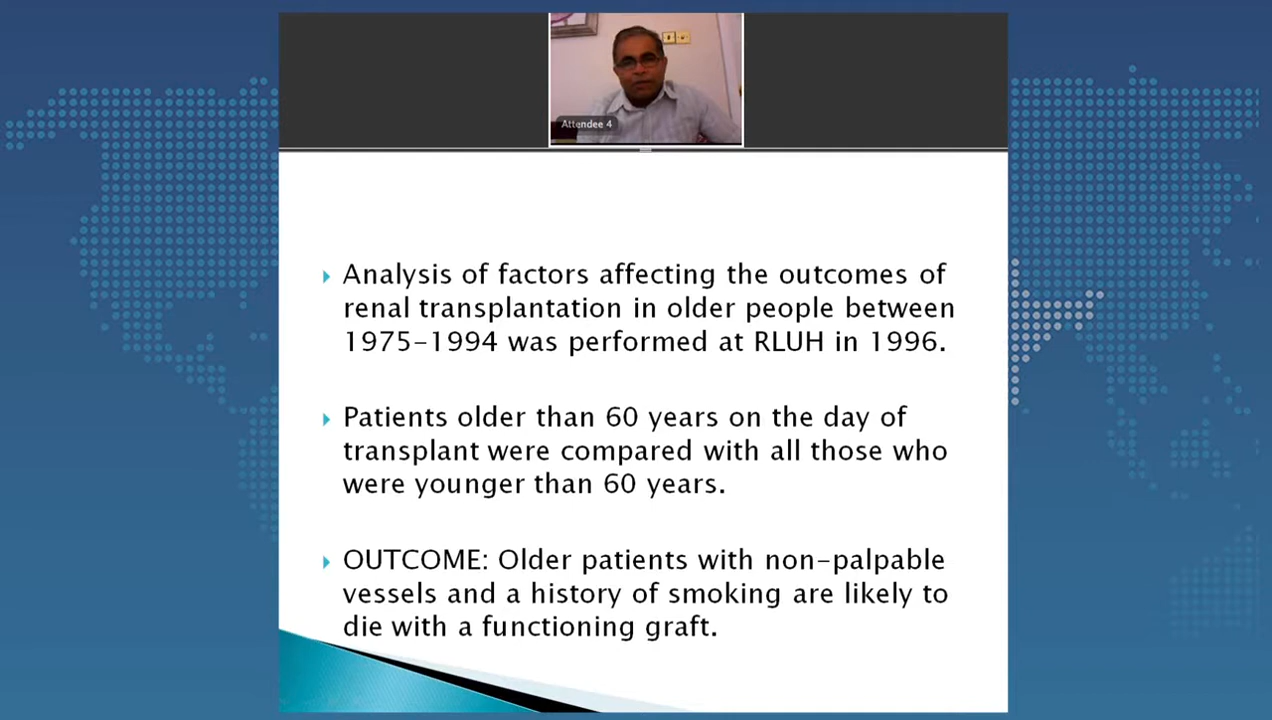 Attendee 4
Analysis of factors affecting the outcomes of
renal transplantation in older people between
1975-1994 was performed at RLUH in 1996.
Patients older than 60 years on the day of
transplant were compared with all those who
were younger than 60 years.
OUTCOME: Older patients with non-palpable
vessels and a history of smoking are likely to
die with a functioning graft.